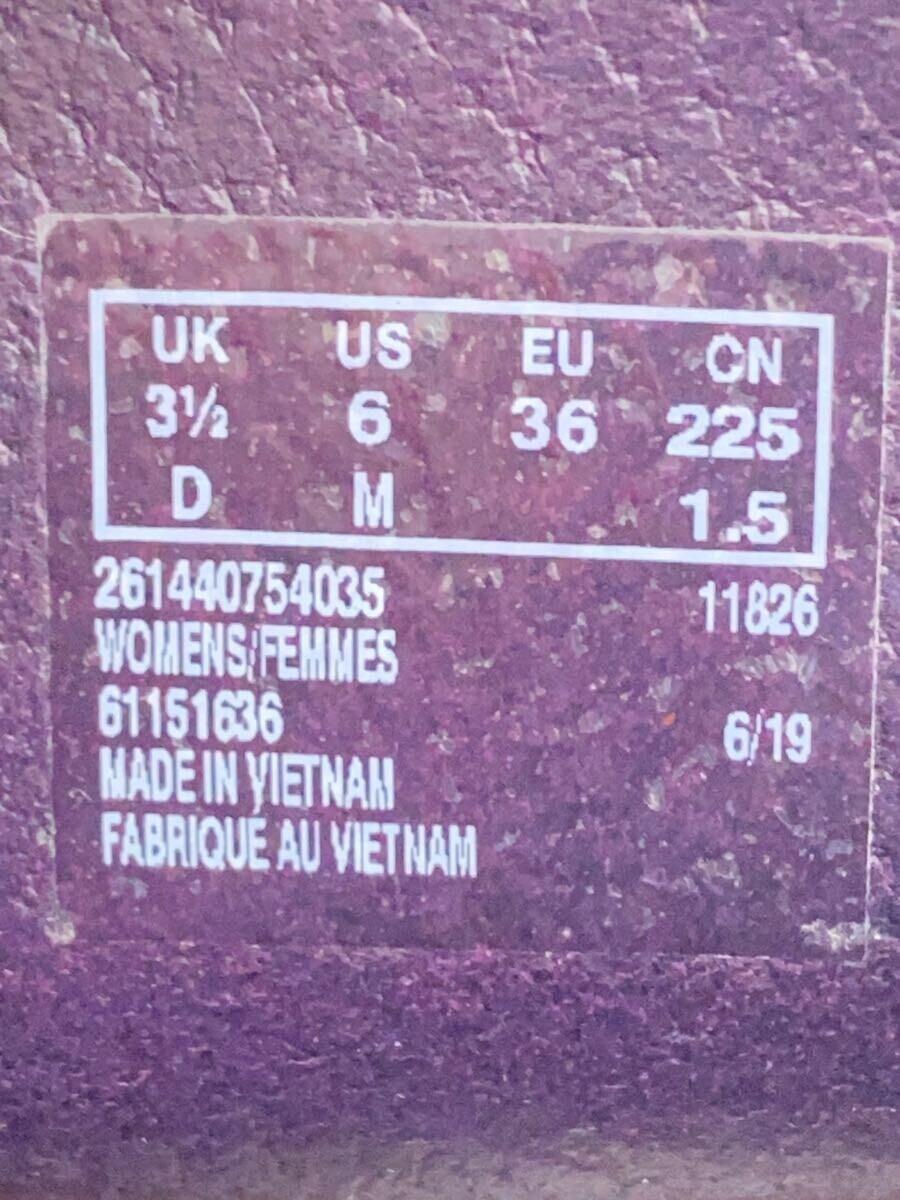 UK US EU CN
3½ 6 36 225
D M 1.5
261440754035 11826
WOMENS/FEMMES
61151636 6/19
MADE IN VIETNAM
FABRIQUE AU VIETNAM